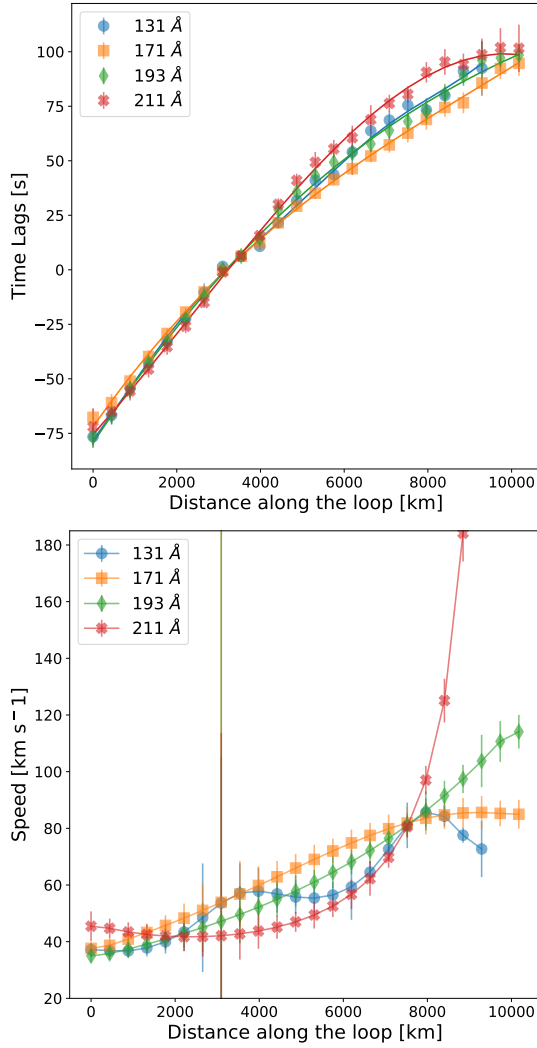 131 Å
171 Å
193 Å
211 Å
100
75
50
25
0
−25
−50
−75
Time Lags [s]
0 2000 4000 6000 8000 10000
Distance along the loop [km]
131 Å
171 Å
193 Å
211 Å
180
160
140
120
100
80
60
40
20
Speed [km s−1]
0 2000 4000 6000 8000 10000
Distance along the loop [km]